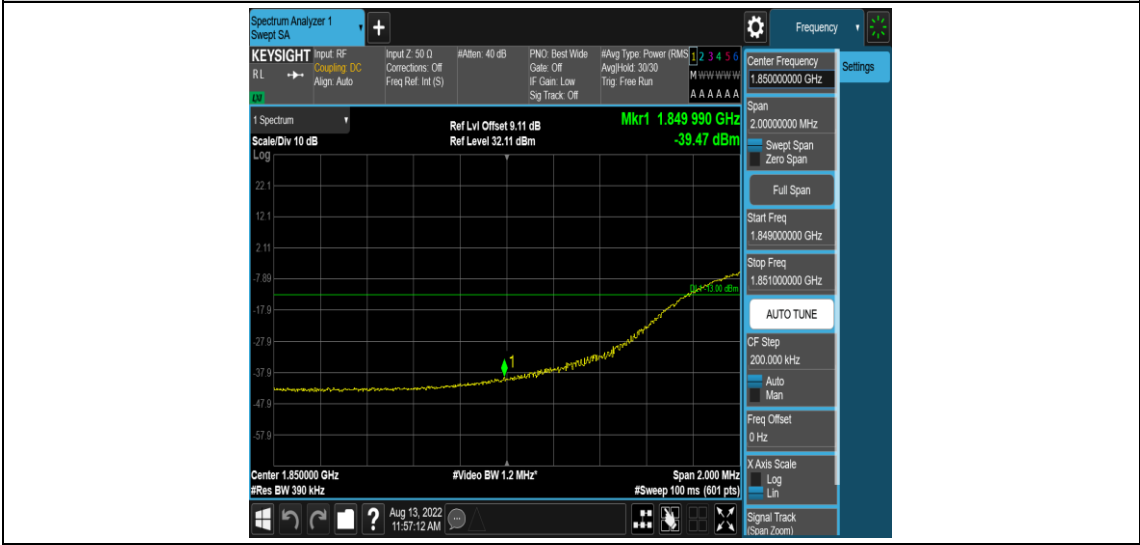 Spectrum Analyzer 1
Swept SA
+
Frequency
KEYSIGHT
RL
Input: RF
Coupling: DC
Align: Auto
Input Z: 50 Ω
Corrections: Off
Freq Ref: Int (S)
#Atten: 40 dB
PNO: Best Wide
Gate: Off
IF Gain: Low
Sig Track: Off
#Avg Type: Power (RMS
Avg|Hold: 30/30
Trig: Free Run
1 2 3 4 5 6
M W W W W W
A A A A A A
1 Spectrum
Scale/Div 10 dB
Log
Ref Lvl Offset 9.11 dB
Ref Level 32.11 dBm
Mkr1 1.849 990 GHz
-39.47 dBm
22.1
12.1
2.11
-7.89
-17.9
-27.9
-37.9
-47.9
-57.9
DL1 -13.00 dBm
1
Center 1.850000 GHz
#Res BW 390 kHz
#Video BW 1.2 MHz*
Span 2.000 MHz
#Sweep 100 ms (601 pts)
?
Aug 13, 2022
11:57:12 AM
Center Frequency
1.850000000 GHz
Span
2.00000000 MHz
Swept Span
Zero Span
Full Span
Start Freq
1.849000000 GHz
Stop Freq
1.851000000 GHz
AUTO TUNE
CF Step
200.000 kHz
Auto
Man
Freq Offset
0 Hz
X Axis Scale
Log
Lin
Signal Track
(Span Zoom)
Settings